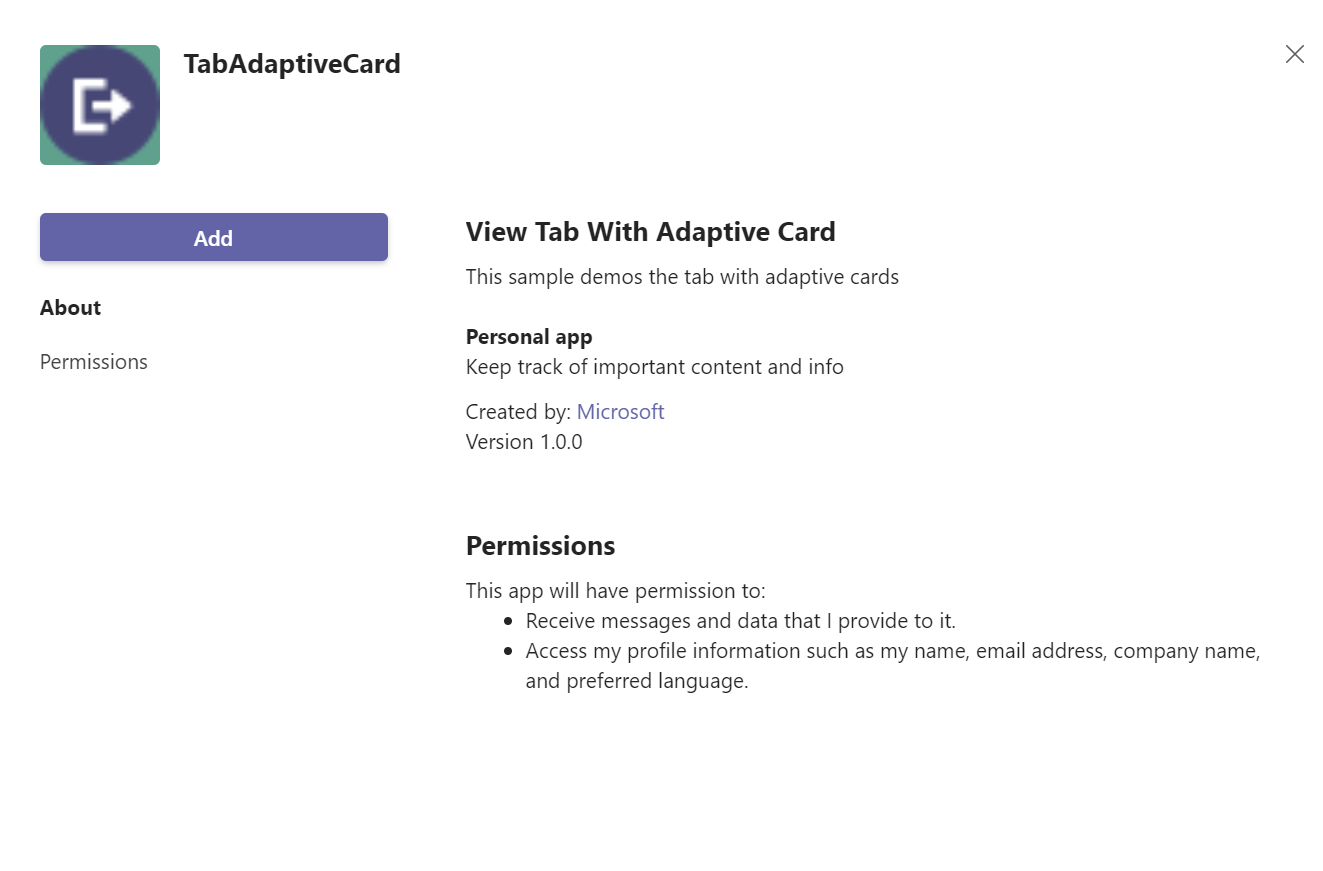 TabAdaptiveCard
Add
About
Permissions
View Tab With Adaptive Card
This sample demos the tab with adaptive cards
Personal app
Keep track of important content and info
Created by: Microsoft
Version 1.0.0
Permissions
This app will have permission to:
Receive messages and data that I provide to it.
Access my profile information such as my name, email address, company name,
and preferred language.